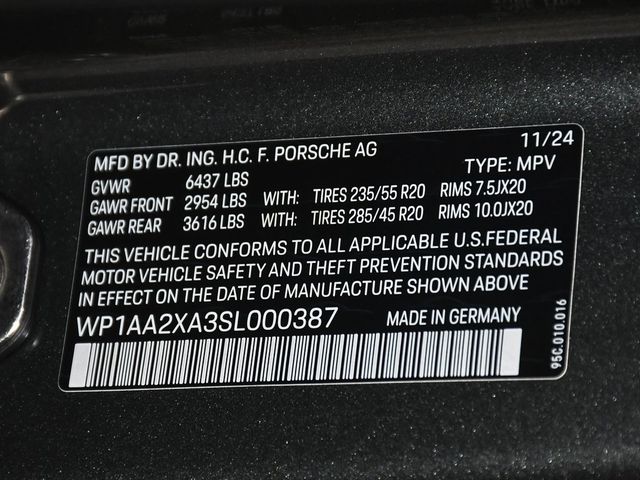 MFD BY DR. ING. H.C. F. PORSCHE AG 11/24
GVWR 6437 LBS TYPE: MPV
GAWR FRONT 2954 LBS WITH: TIRES 235/55 R20 RIMS 7.5JX20
GAWR REAR 3616 LBS WITH: TIRES 285/45 R20 RIMS 10.0JX20
THIS VEHICLE CONFORMS TO ALL APPLICABLE U.S.FEDERAL
MOTOR VEHICLE SAFETY AND THEFT PREVENTION STANDARDS
IN EFFECT ON THE DATE OF MANUFACTURE SHOWN ABOVE
WP1AA2XA3SL000387 MADE IN GERMANY
95C.010.016